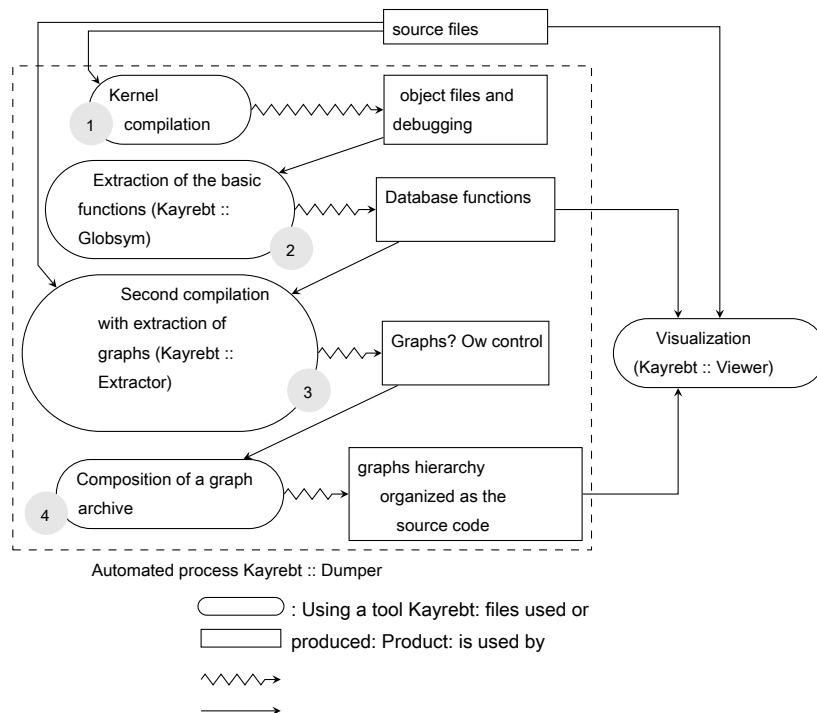 source files
Kernel
compilation
1
object files and
debugging
Extraction of the basic
functions (Kayrebt ::
Globsym)
2
Database functions
Second compilation
with extraction of
graphs (Kayrebt ::
Extractor)
3
Graphs? Ow control
Visualization
(Kayrebt :: Viewer)
Composition of a graph
archive
4
graphs hierarchy
organized as the
source code
Automated process Kayrebt :: Dumper
: Using a tool Kayrebt: files used or
produced: Product: is used by